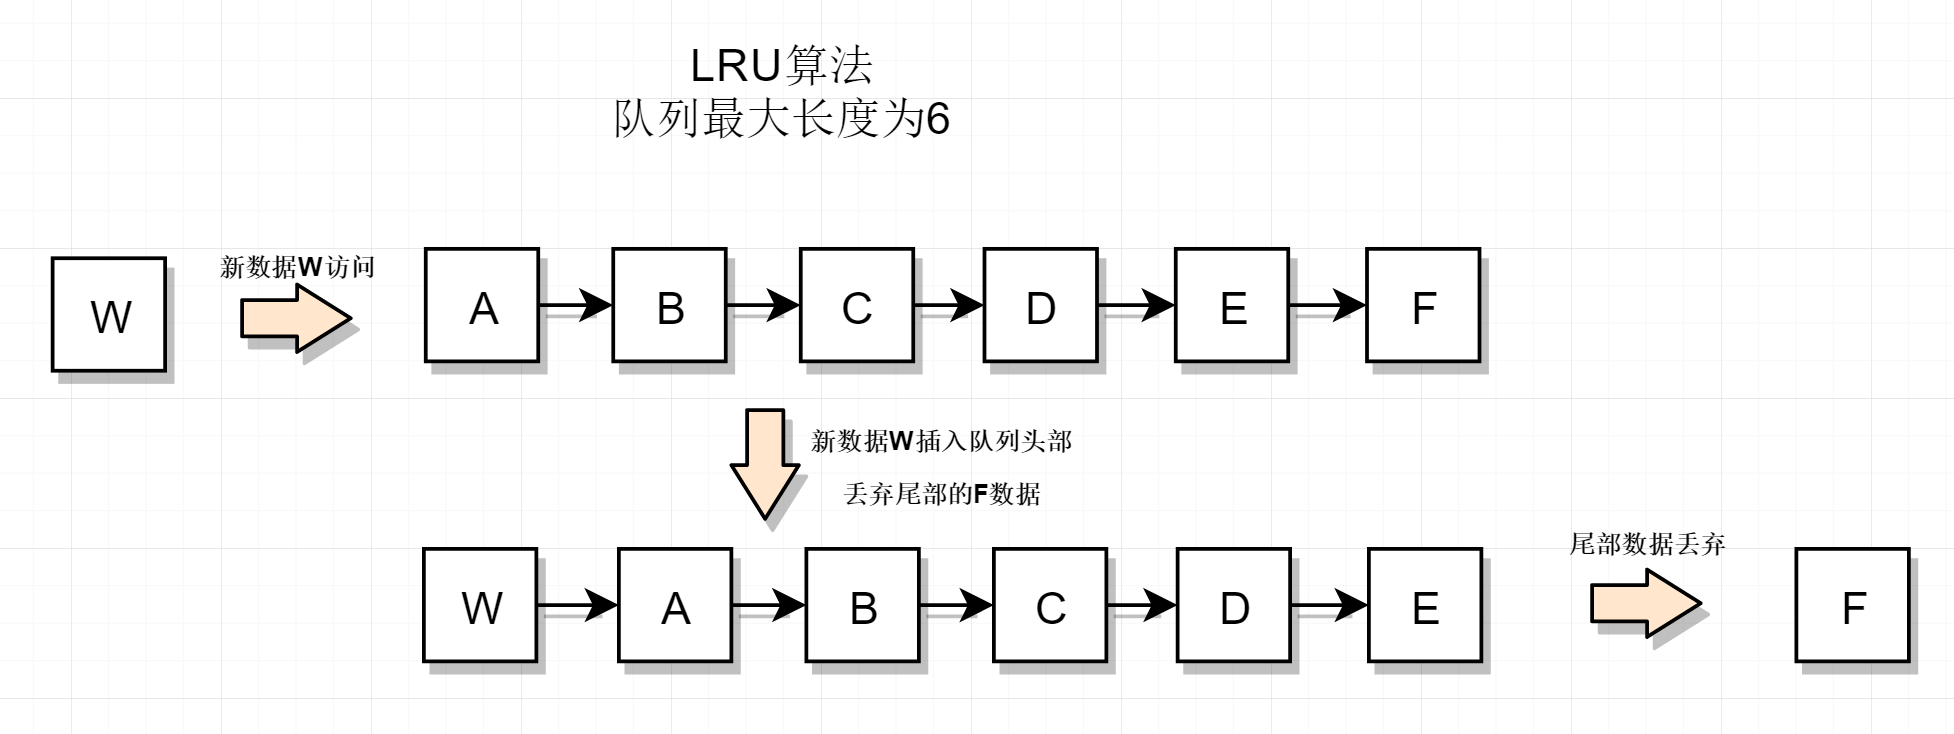 LRU算法
队列最大长度为6
W
新数据W访问
A
B
C
D
E
F
新数据W插入队列头部
丢弃尾部的F数据
W
A
B
C
D
E
尾部数据丢弃
F